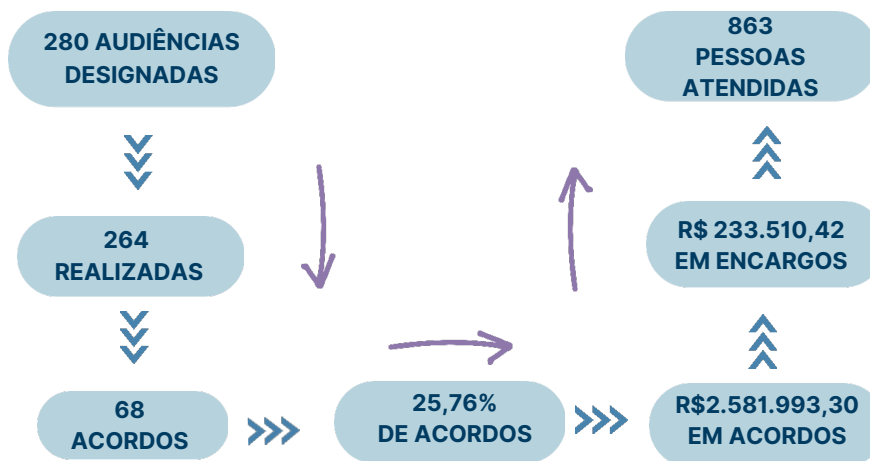 280 AUDIÊNCIAS
DESIGNADAS
264
REALIZADAS
68
ACORDOS
25,76%
DE ACORDOS
R$2.581.993,30
EM ACORDOS
R$ 233.510,42
EM ENCARGOS
863
PESSOAS
ATENDIDAS